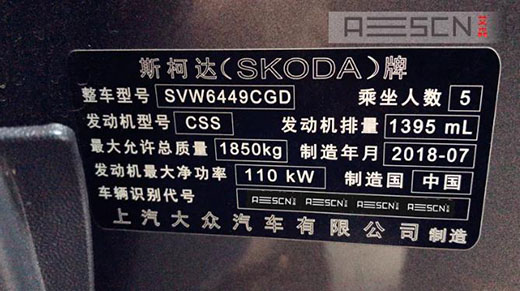 AESCN
斯柯达(SKODA)牌
整车型号 SVW6449CGD 乘坐人数 5
发动机型号 CSS 发动机排量 1395 mL
最大允许总质量 1850kg 制造年月 2018-07
发动机最大净功率 110 kW 制造国 中国
车辆识别代号 AESCN AESCN AESCN AESCN
上汽大众汽车有限公司 制造